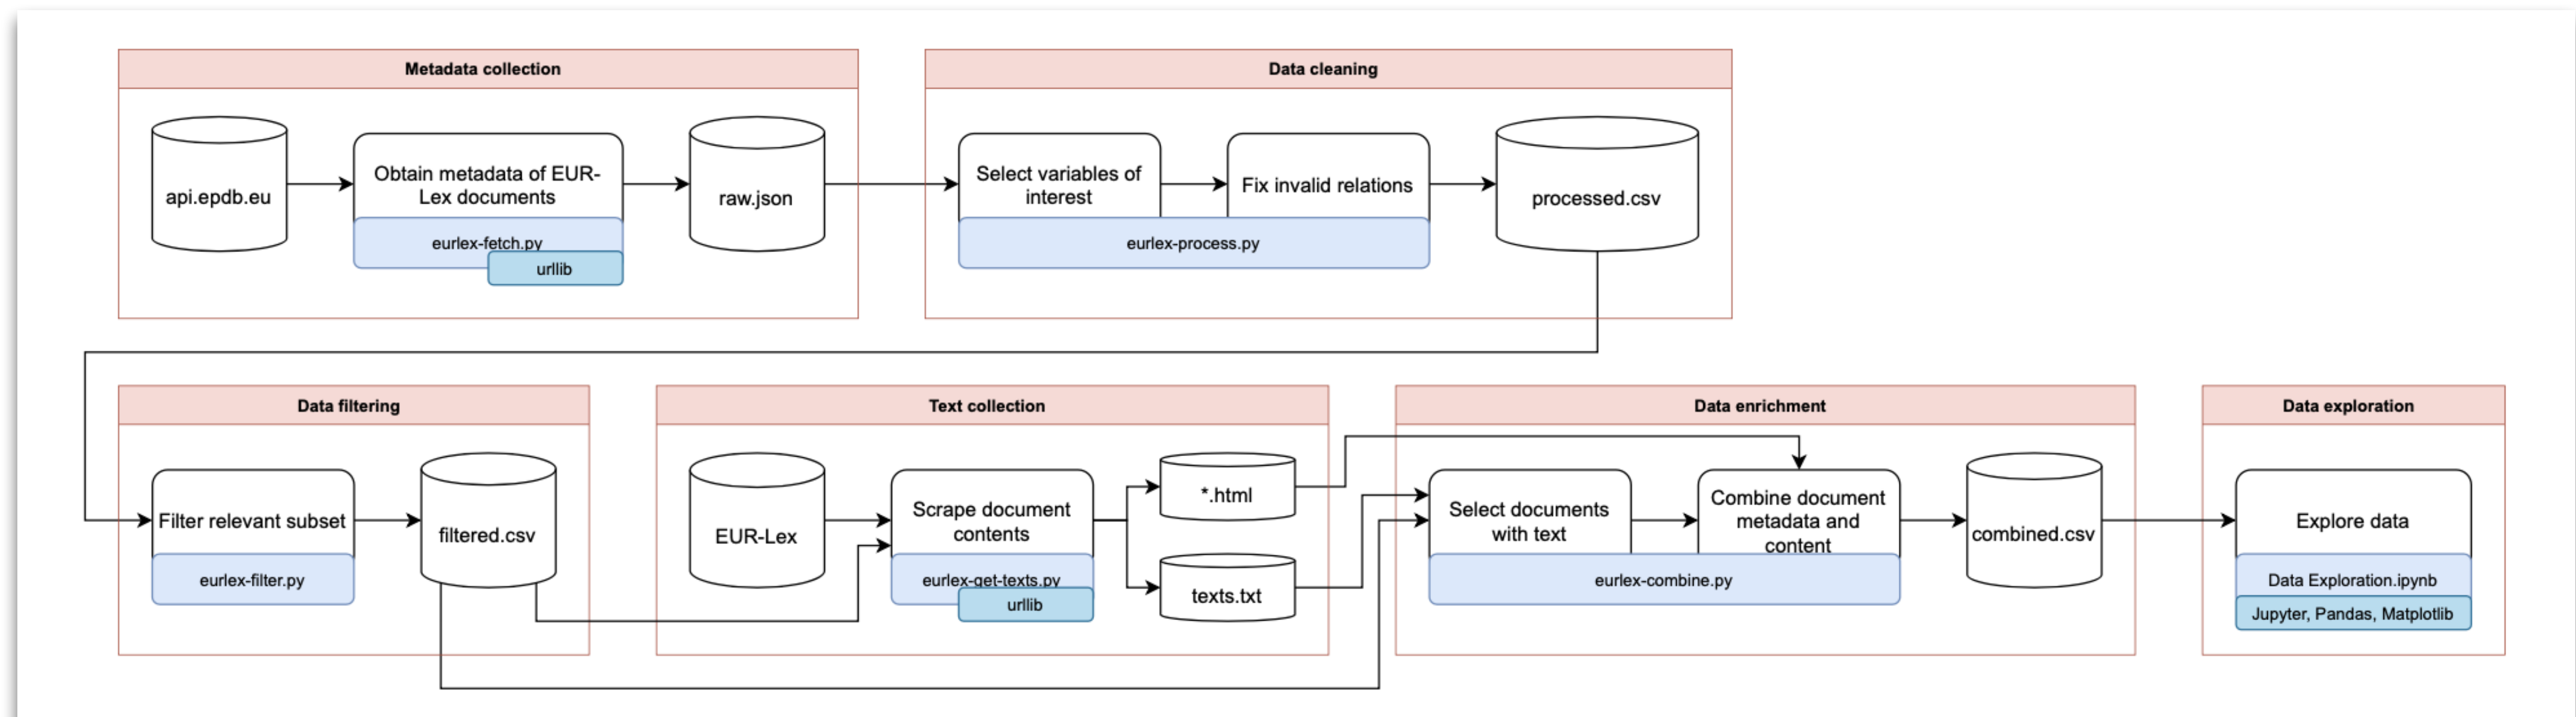 Metadata collection
api.epdb.eu
Obtain metadata of EUR-
Lex documents
eurlex-fetch.py
urllib
raw.json
Data cleaning
Select variables of
interest
Fix invalid relations
eurlex-process.py
processed.csv
Data filtering
Filter relevant subset
eurlex-filter.py
filtered.csv
Text collection
EUR-Lex
Scrape document
contents
eurlex-get-texts.py
urllib
*.html
texts.txt
Data enrichment
Select documents
with text
Combine document
metadata and
content
eurlex-combine.py
combined.csv
Data exploration
Explore data
Data Exploration.ipynb
Jupyter, Pandas, Matplotlib